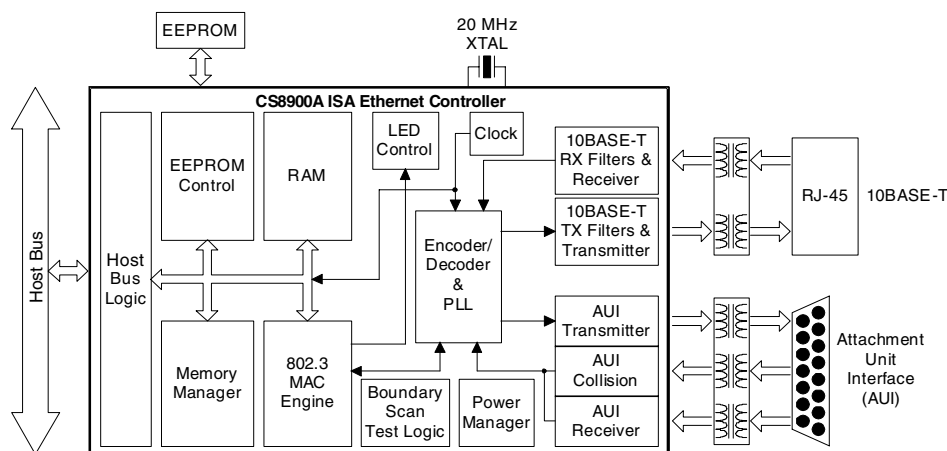 EEPROM
20 MHz
XTAL
CS8900A ISA Ethernet Controller
Host Bus
Host
Bus
Logic
EEPROM
Control
RAM
LED
Control
Clock
10BASE-T
RX Filters &
Receiver
10BASE-T
TX Filters &
Transmitter
RJ-45
10BASE-T
Encoder/
Decoder
&
PLL
Memory
Manager
802.3
MAC
Engine
Boundary
Scan
Test Logic
Power
Manager
AUI
Transmitter
AUI
Collision
AUI
Receiver
Attachment
Unit
Interface
(AUI)